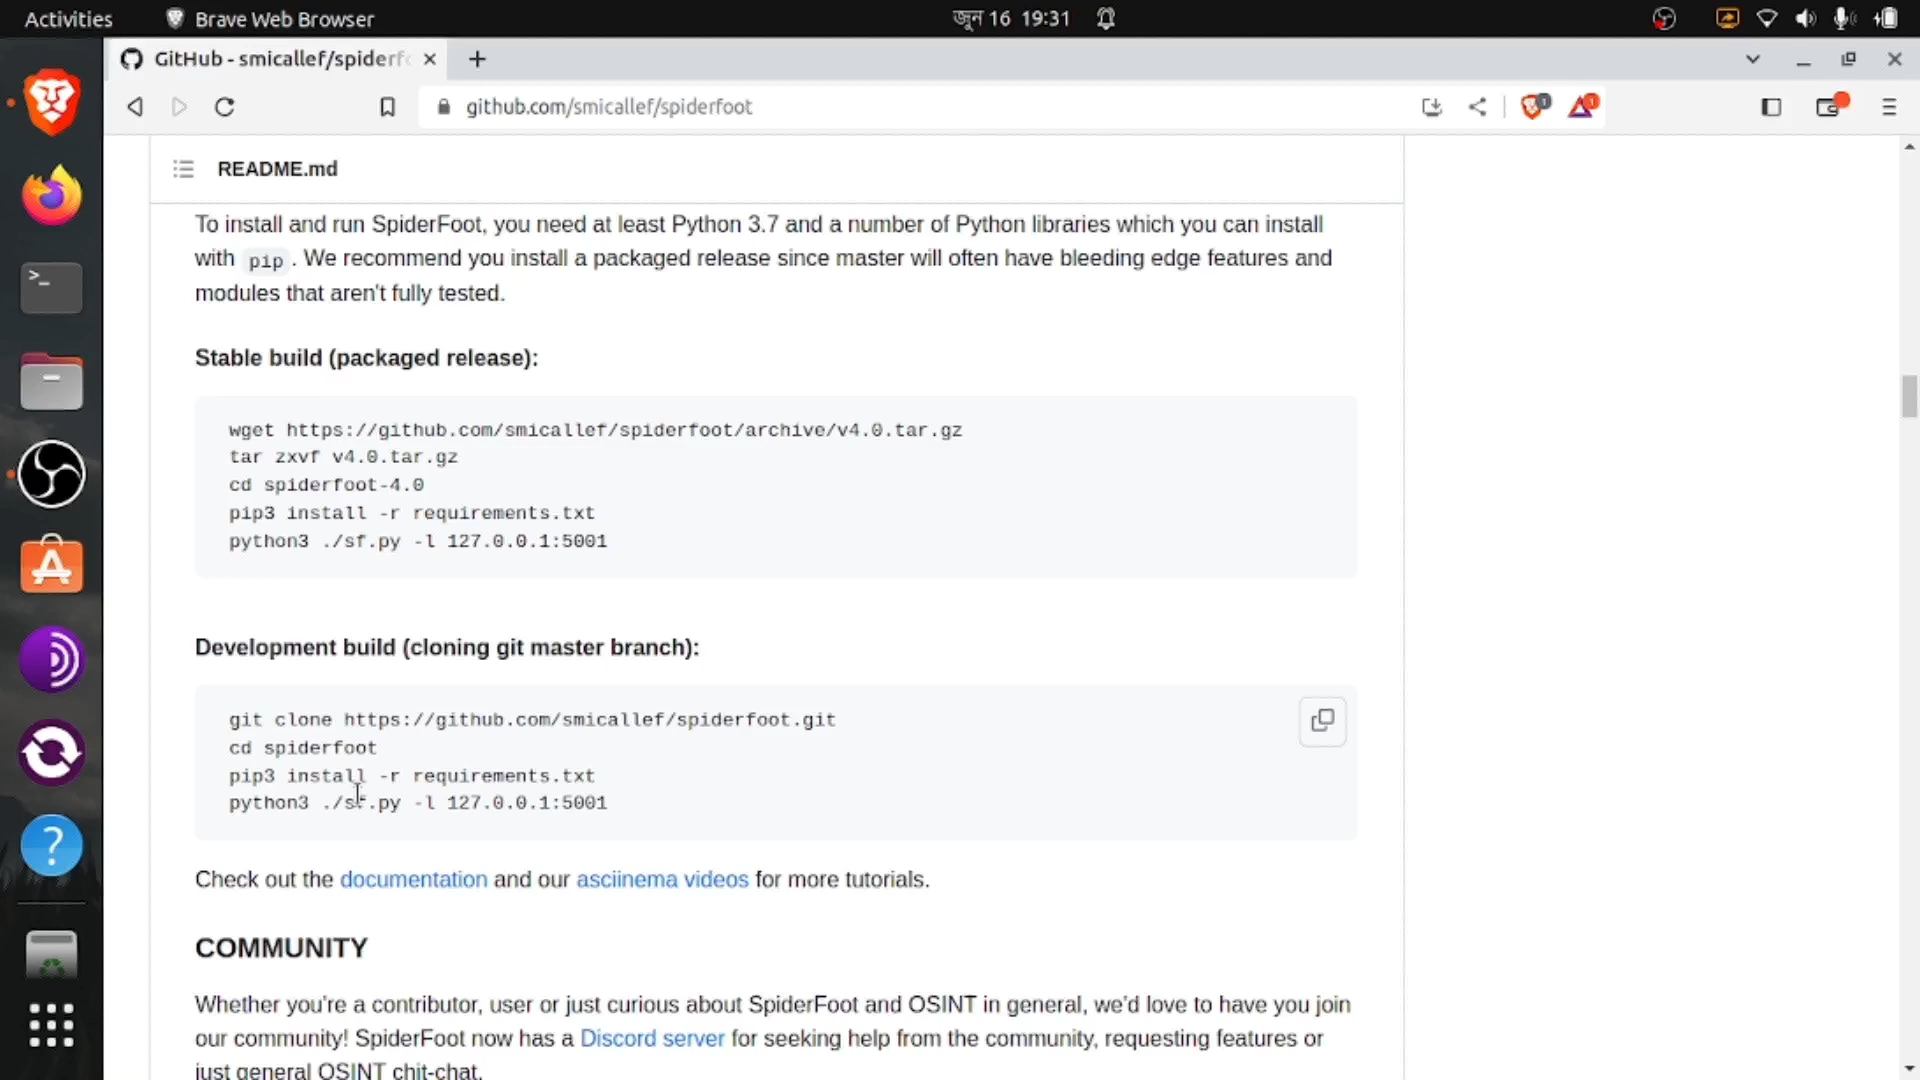 Activities
Brave Web Browser
जून 16 19:31
GitHub - smicallef/spiderfo
github.com/smicallef/spiderfoot
1
1
README.md
To install and run SpiderFoot, you need at least Python 3.7 and a number of Python libraries which you can install
with pip . We recommend you install a packaged release since master will often have bleeding edge features and
modules that aren't fully tested.
Stable build (packaged release):
wget https://github.com/smicallef/spiderfoot/archive/v4.0.tar.gz
tar zxvf v4.0.tar.gz
cd spiderfoot-4.0
pip3 install -r requirements.txt
python3 ./sf.py -l 127.0.0.1:5001
Development build (cloning git master branch):
git clone https://github.com/smicallef/spiderfoot.git
cd spiderfoot
pip3 install -r requirements.txt
python3 ./sf.py -l 127.0.0.1:5001
Check out the documentation and our asciinema videos for more tutorials.
COMMUNITY
Whether you're a contributor, user or just curious about SpiderFoot and OSINT in general, we'd love to have you join
our community! SpiderFoot now has a Discord server for seeking help from the community, requesting features or
just general OSINT chit-chat.